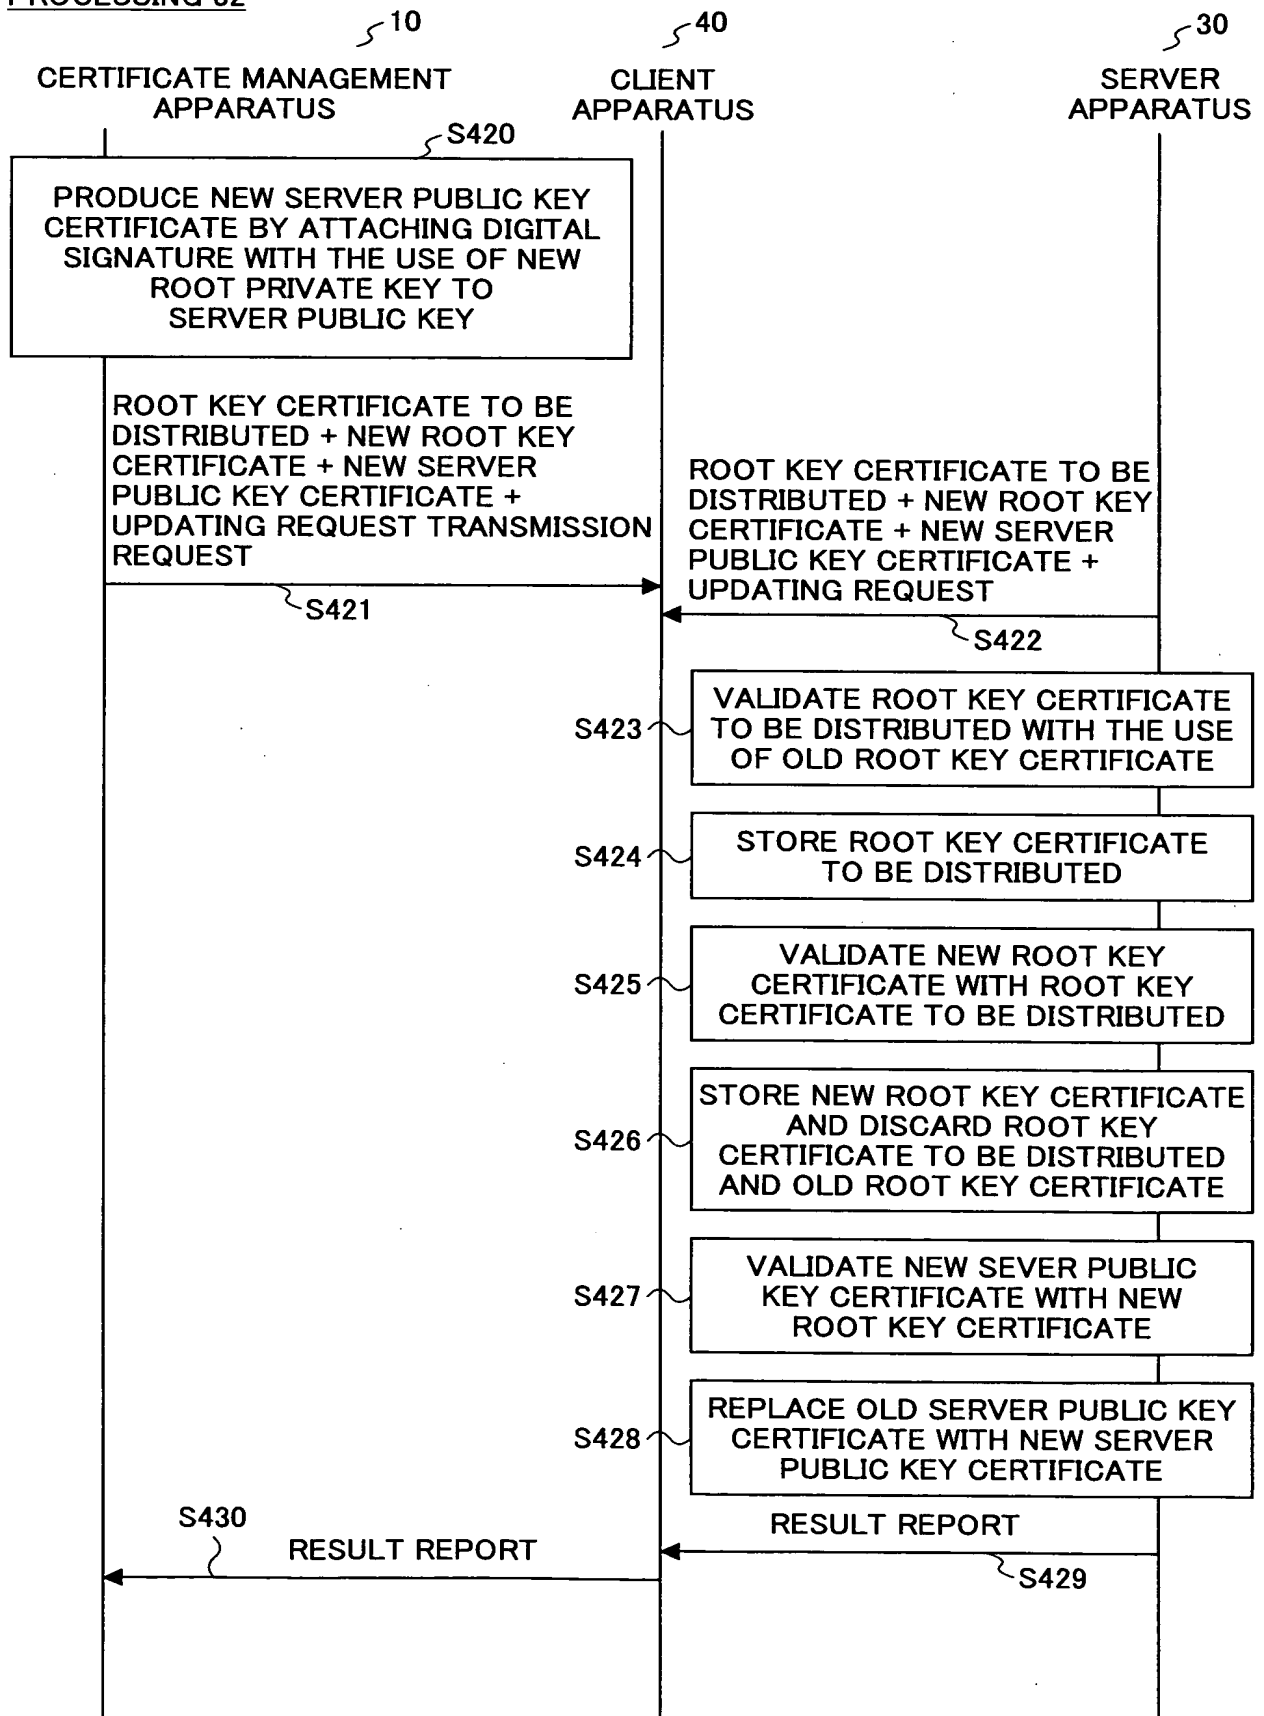 PROCESSING 32
10
40
30
CERTIFICATE MANAGEMENT
APPARATUS
CLIENT
APPARATUS
SERVER
APPARATUS
S420
PRODUCE NEW SERVER PUBLIC KEY
CERTIFICATE BY ATTACHING DIGITAL
SIGNATURE WITH THE USE OF NEW
ROOT PRIVATE KEY TO
SERVER PUBLIC KEY
ROOT KEY CERTIFICATE TO BE
DISTRIBUTED + NEW ROOT KEY
CERTIFICATE + NEW SERVER
PUBLIC KEY CERTIFICATE +
UPDATING REQUEST TRANSMISSION
REQUEST
S421
ROOT KEY CERTIFICATE TO BE
DISTRIBUTED + NEW ROOT KEY
CERTIFICATE + NEW SERVER
PUBLIC KEY CERTIFICATE +
UPDATING REQUEST
S422
S423
VALIDATE ROOT KEY CERTIFICATE
TO BE DISTRIBUTED WITH THE USE
OF OLD ROOT KEY CERTIFICATE
S424
STORE ROOT KEY CERTIFICATE
TO BE DISTRIBUTED
S425
VALIDATE NEW ROOT KEY
CERTIFICATE WITH ROOT KEY
CERTIFICATE TO BE DISTRIBUTED
S426
STORE NEW ROOT KEY CERTIFICATE
AND DISCARD ROOT KEY
CERTIFICATE TO BE DISTRIBUTED
AND OLD ROOT KEY CERTIFICATE
S427
VALIDATE NEW SEVER PUBLIC
KEY CERTIFICATE WITH NEW
ROOT KEY CERTIFICATE
S428
REPLACE OLD SERVER PUBLIC KEY
CERTIFICATE WITH NEW SERVER
PUBLIC KEY CERTIFICATE
RESULT REPORT
S429
S430
RESULT REPORT